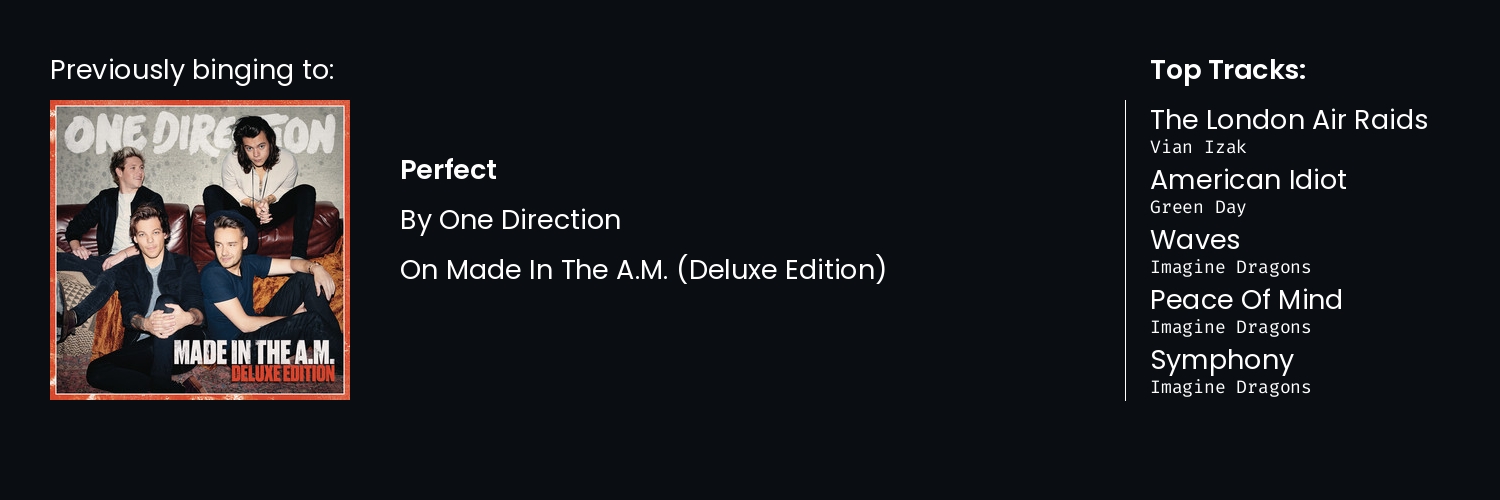 Previously binging to:
ONE DIRECTION
MADE IN THE A.M.
DELUXE EDITION
Perfect
By One Direction
On Made In The A.M. (Deluxe Edition)
Top Tracks:
The London Air Raids
Vian Izak
American Idiot
Green Day
Waves
Imagine Dragons
Peace Of Mind
Imagine Dragons
Symphony
Imagine Dragons